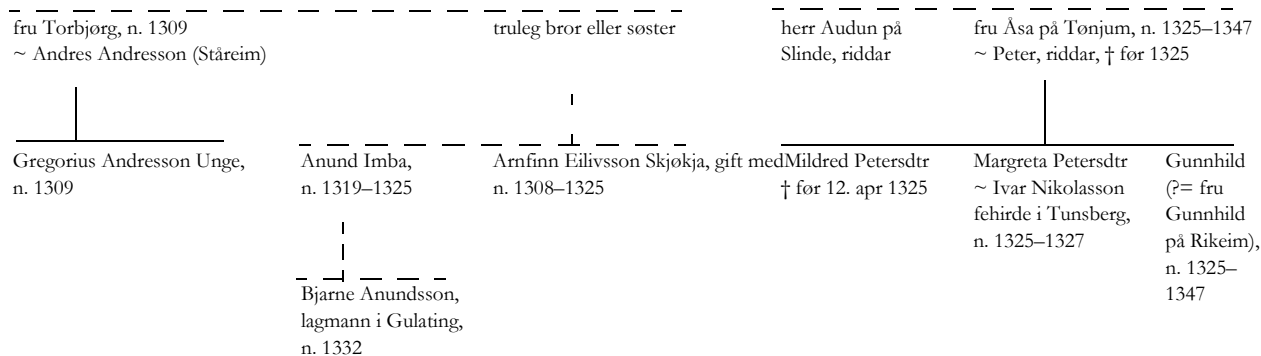 fru Torbjørg, n. 1309
~ Andres Andresson (Ståreim)
truleg bror eller søster
herr Audun på
Slinde, riddar
fru Åsa på Tønjum, n. 1325–1347
~ Peter, riddar, † før 1325
Gregorius Andresson Unge,
n. 1309
Anund Imba,
n. 1319–1325
Arnfinn Eilivsson Skjøkja, gift med
n. 1308–1325
Mildred Petersdtr
† før 12. apr 1325
Margreta Petersdtr
~ Ivar Nikolasson
fehirde i Tunsberg,
n. 1325–1327
Gunnhild
(?= fru
Gunnhild
på Rikeim),
n. 1325–
1347
Bjarne Anundsson,
lagmann i Gulating,
n. 1332